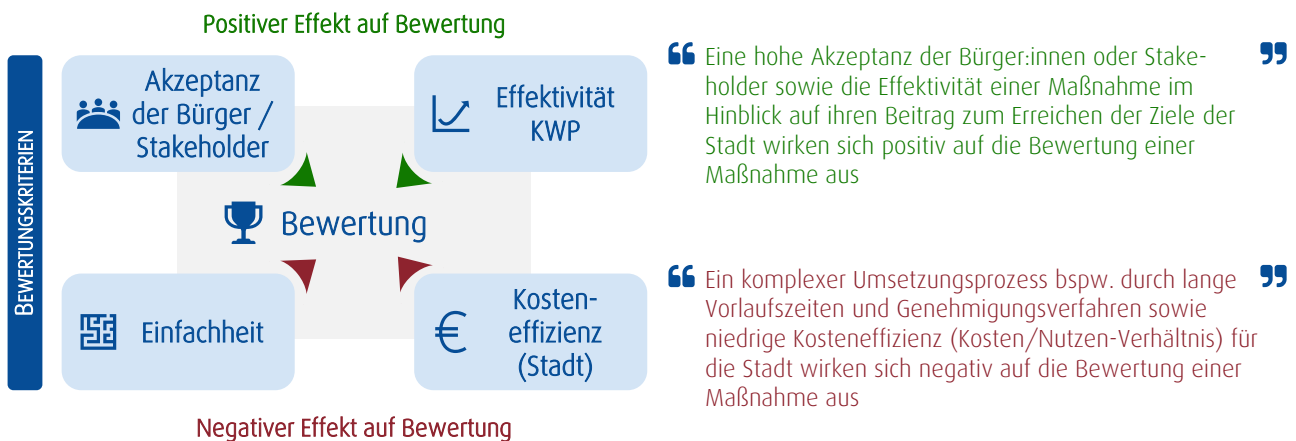 Positiver Effekt auf Bewertung
BEWERTUNGSKRITERIEN
Akzeptanz
der Bürger /
Stakeholder
Effektivität
KWP
Bewertung
Einfachheit
Kosten-
effizienz
(Stadt)
Negativer Effekt auf Bewertung
“ Eine hohe Akzeptanz der Bürger:innen oder Stake- ”
holder sowie die Effektivität einer Maßnahme im
Hinblick auf ihren Beitrag zum Erreichen der Ziele der
Stadt wirken sich positiv auf die Bewertung einer
Maßnahme aus
“ Ein komplexer Umsetzungsprozess bspw. durch lange ”
Vorlaufszeiten und Genehmigungsverfahren sowie
niedrige Kosteneffizienz (Kosten/Nutzen-Verhältnis) für
die Stadt wirken sich negativ auf die Bewertung einer
Maßnahme aus